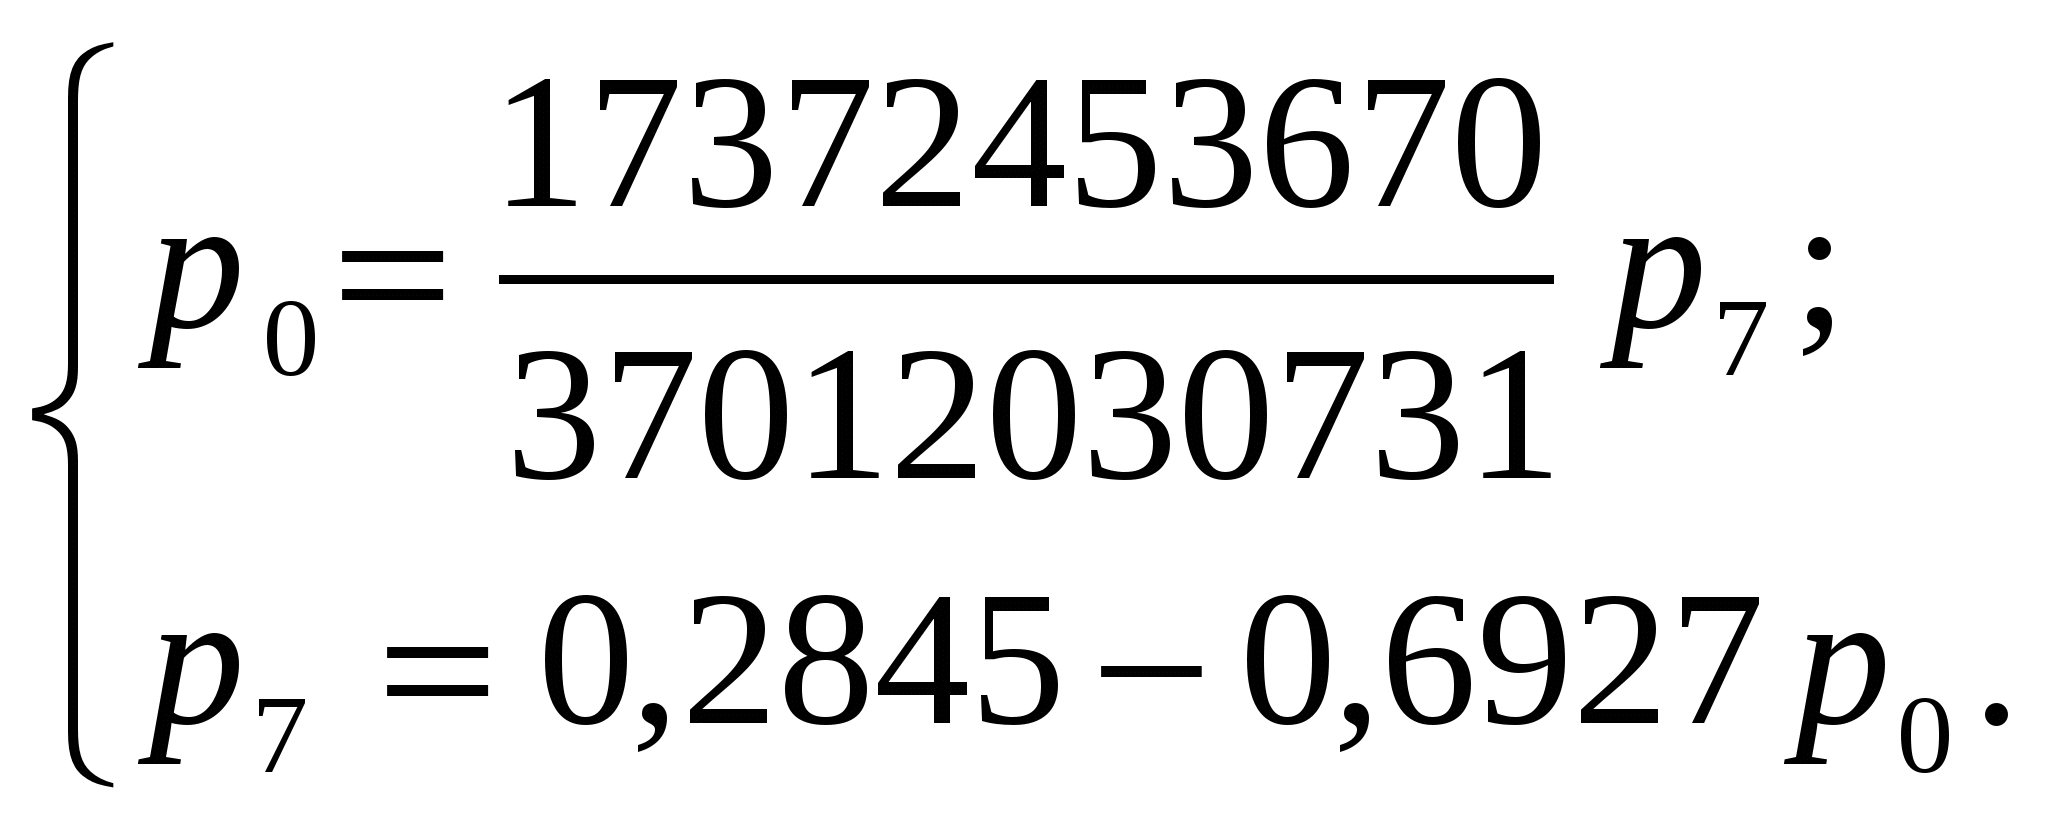 p₀ = 17372453670 / 37012030731 p₇ ;
p₇ = 0,2845 − 0,6927 p₀ .